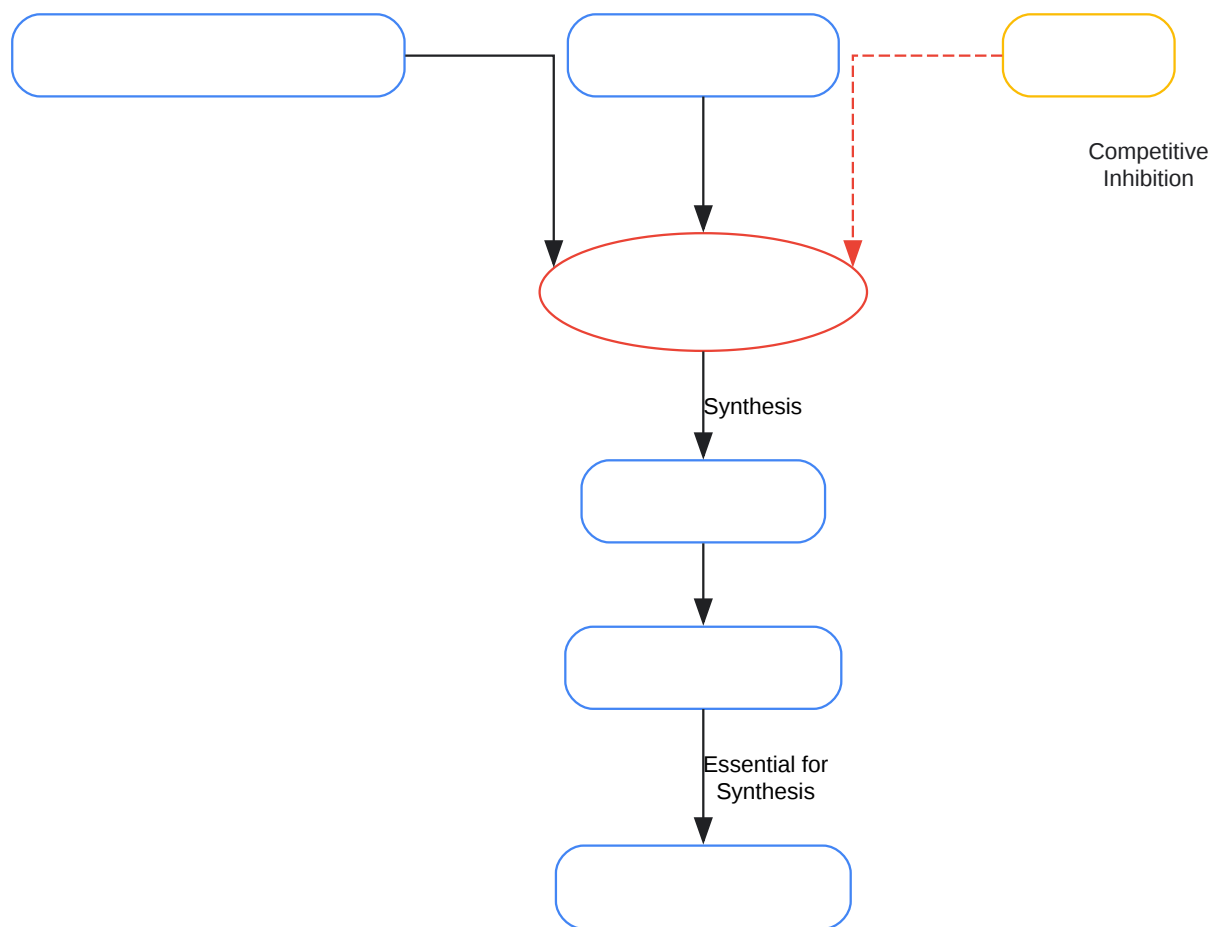 Competitive
Inhibition
Synthesis
Essential for
Synthesis